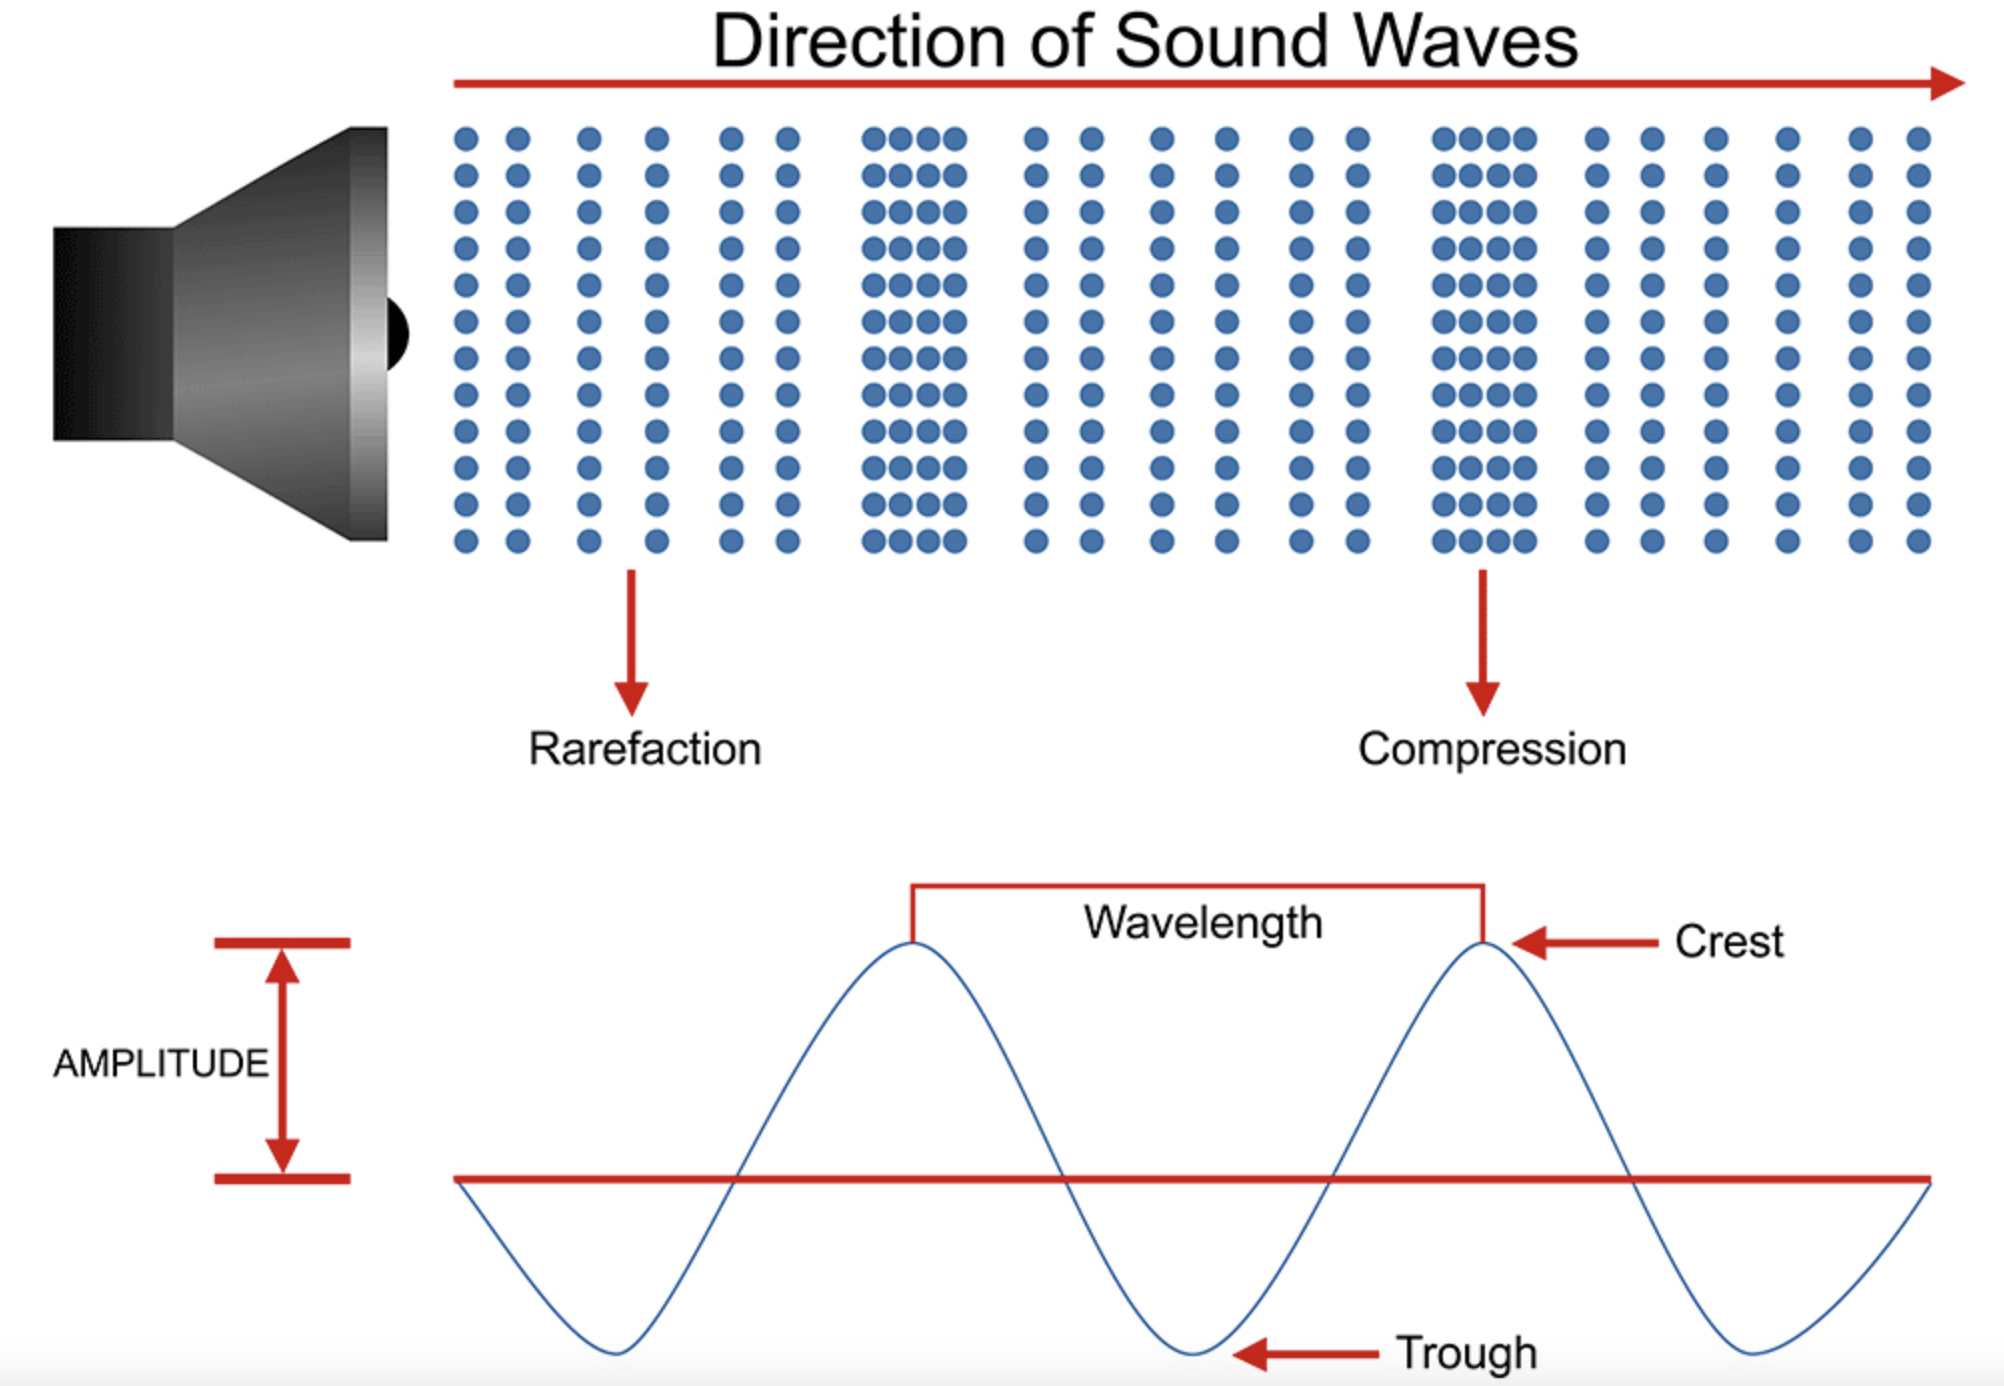 Direction of Sound Waves
Rarefaction
Compression
Wavelength
Crest
AMPLITUDE
Trough